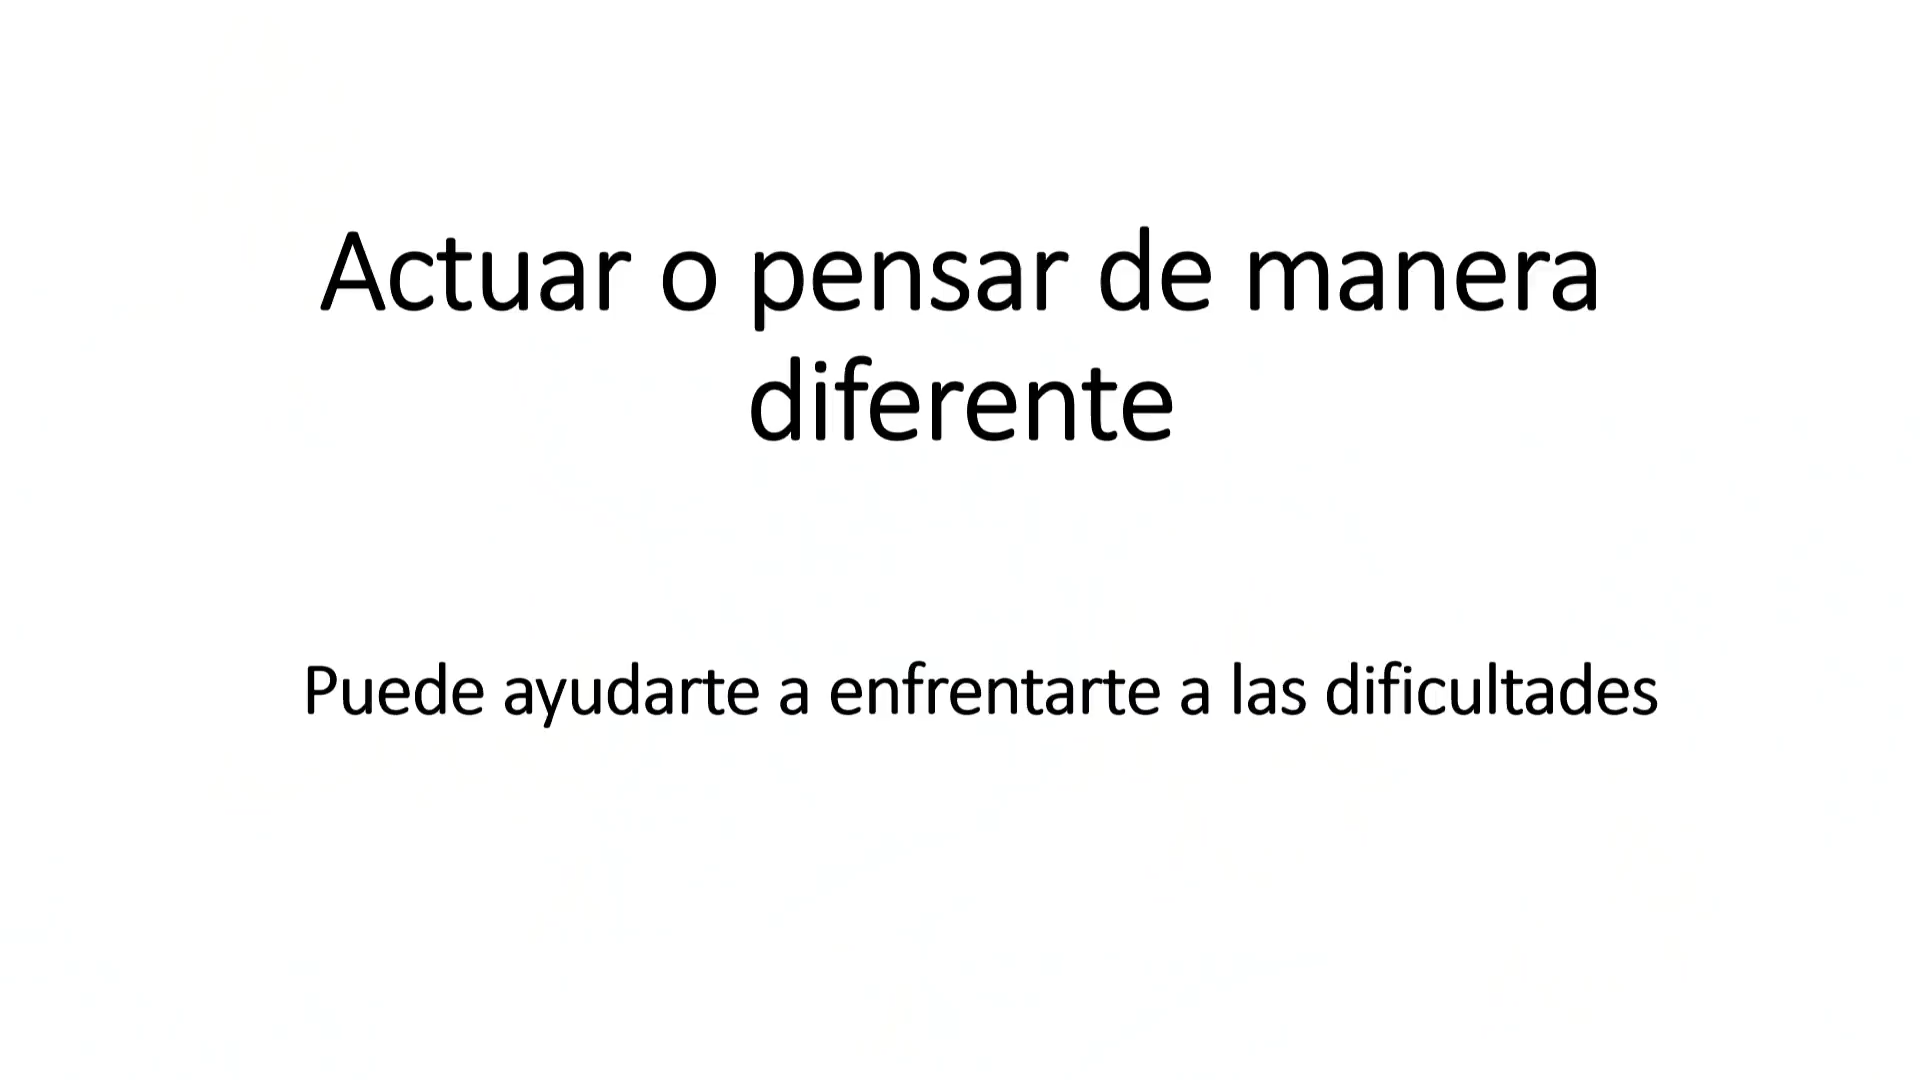 Actuar o pensar de manera
diferente
Puede ayudarte a enfrentarte a las dificultades